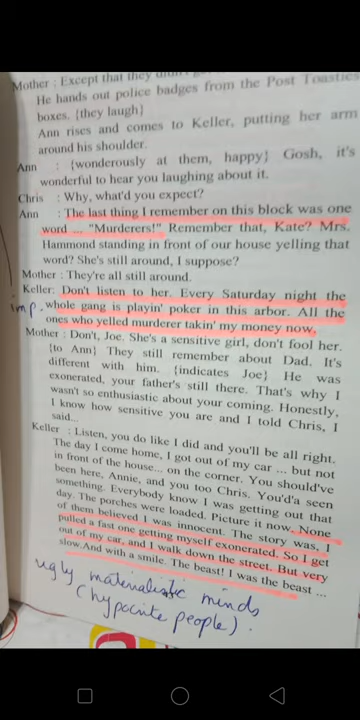 Mother : Except that they didn't
He hands out police badges from the Post Toasties
boxes. {they laugh}
Ann rises and comes to Keller, putting her arm
around his shoulder.
Ann : {wonderously at them, happy} Gosh, it's
wonderful to hear you laughing about it.
Chris : Why, what'd you expect?
Ann : The last thing I remember on this block was one
word ... "Murderers!" Remember that, Kate? Mrs.
Hammond standing in front of our house yelling that
word? She's still around, I suppose?
Mother : They're all still around.
Keller: Don't listen to her. Every Saturday night the
imp. whole gang is playin' poker in this arbor. All the
ones who yelled murderer takin' my money now.
Mother : Don't, Joe. She's a sensitive girl, don't fool her.
{to Ann} They still remember about Dad. It's
different with him. {indicates Joe} He was
exonerated, your father's still there. That's why I
wasn't so enthusiastic about your coming. Honestly,
I know how sensitive you are and I told Chris, I
said...
Keller : Listen, you do like I did and you'll be all right.
The day I come home, I got out of my car ... but not
in front of the house... on the corner. You should've
been here, Annie, and you too Chris. You'd'a seen
something. Everybody know I was getting out that
day. The porches were loaded. Picture it now. None
of them believed I was innocent. The story was, I
pulled a fast one getting myself exonerated. So I get
out of my car, and I walk down the street. But very
slow.And with a smile. The beast! I was the beast ...
ugly materialistic minds
(hypocrite people).